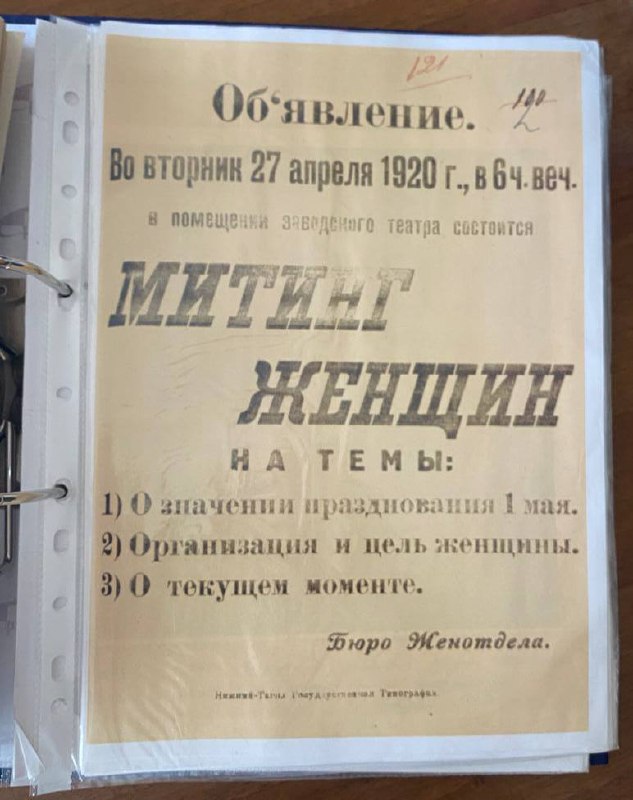 121
190
Об‘явление.
Во вторник 27 апреля 1920 г., в 6 ч. веч.
в помещении заводского театра состоится
МИТИНГ
ЖЕНЩИН
НА ТЕМЫ:
1) О значении празднования 1 мая.
2) Организация и цель женщины.
3) О текущем моменте.
Бюро Женотдела.
Нижний-Тагил Государственная Типография.